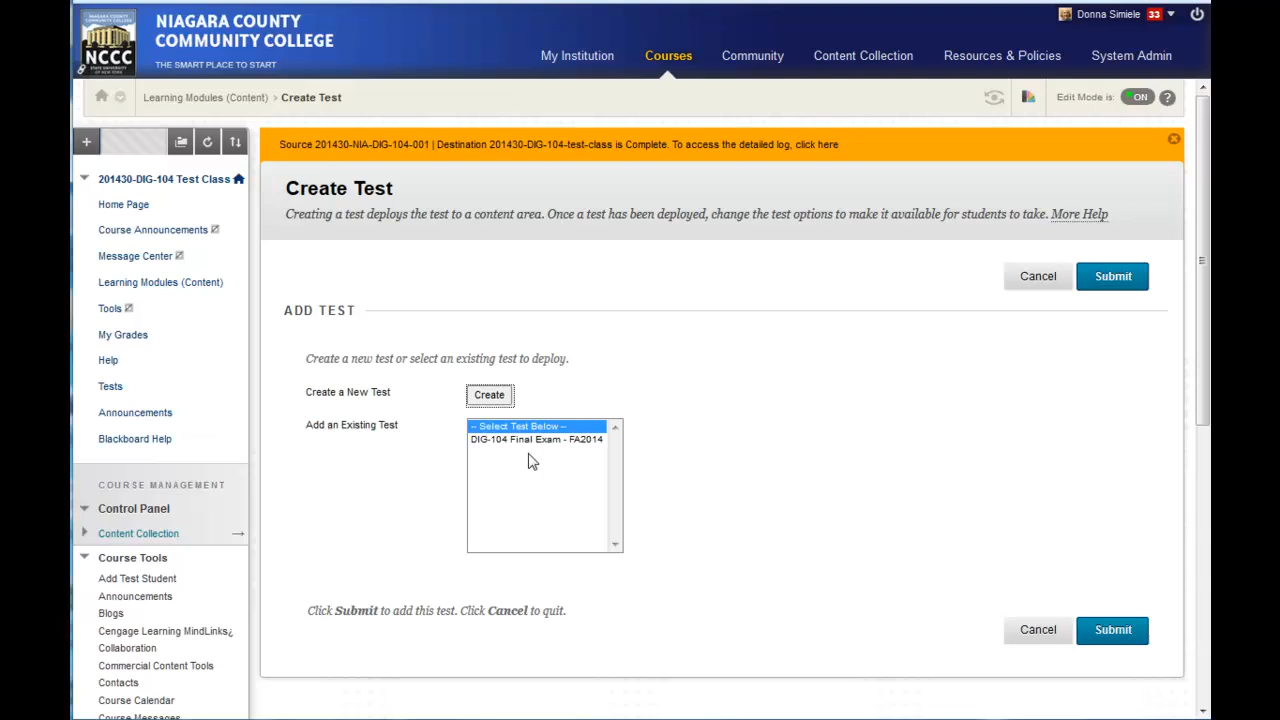 NIAGARA COUNTY
COMMUNITY COLLEGE
THE SMART PLACE TO START
NCCC
Donna Simiele 33
My Institution Courses Community Content Collection Resources & Policies System Admin
Learning Modules (Content) > Create Test
Edit Mode is: ON ?
Source 201430-NIA-DIG-104-001 | Destination 201430-DIG-104-test-class is Complete. To access the detailed log, click here
201430-DIG-104 Test Class
Home Page
Course Announcements
Message Center
Learning Modules (Content)
Tools
My Grades
Help
Tests
Announcements
Blackboard Help
COURSE MANAGEMENT
Control Panel
Content Collection
Course Tools
Add Test Student
Announcements
Blogs
Cengage Learning MindLinks¿
Collaboration
Commercial Content Tools
Contacts
Course Calendar
Course Messages
Create Test
Creating a test deploys the test to a content area. Once a test has been deployed, change the test options to make it available for students to take. More Help
Cancel Submit
ADD TEST
Create a new test or select an existing test to deploy.
Create a New Test Create
Add an Existing Test
-- Select Test Below --
DIG-104 Final Exam - FA2014
Click Submit to add this test. Click Cancel to quit.
Cancel Submit